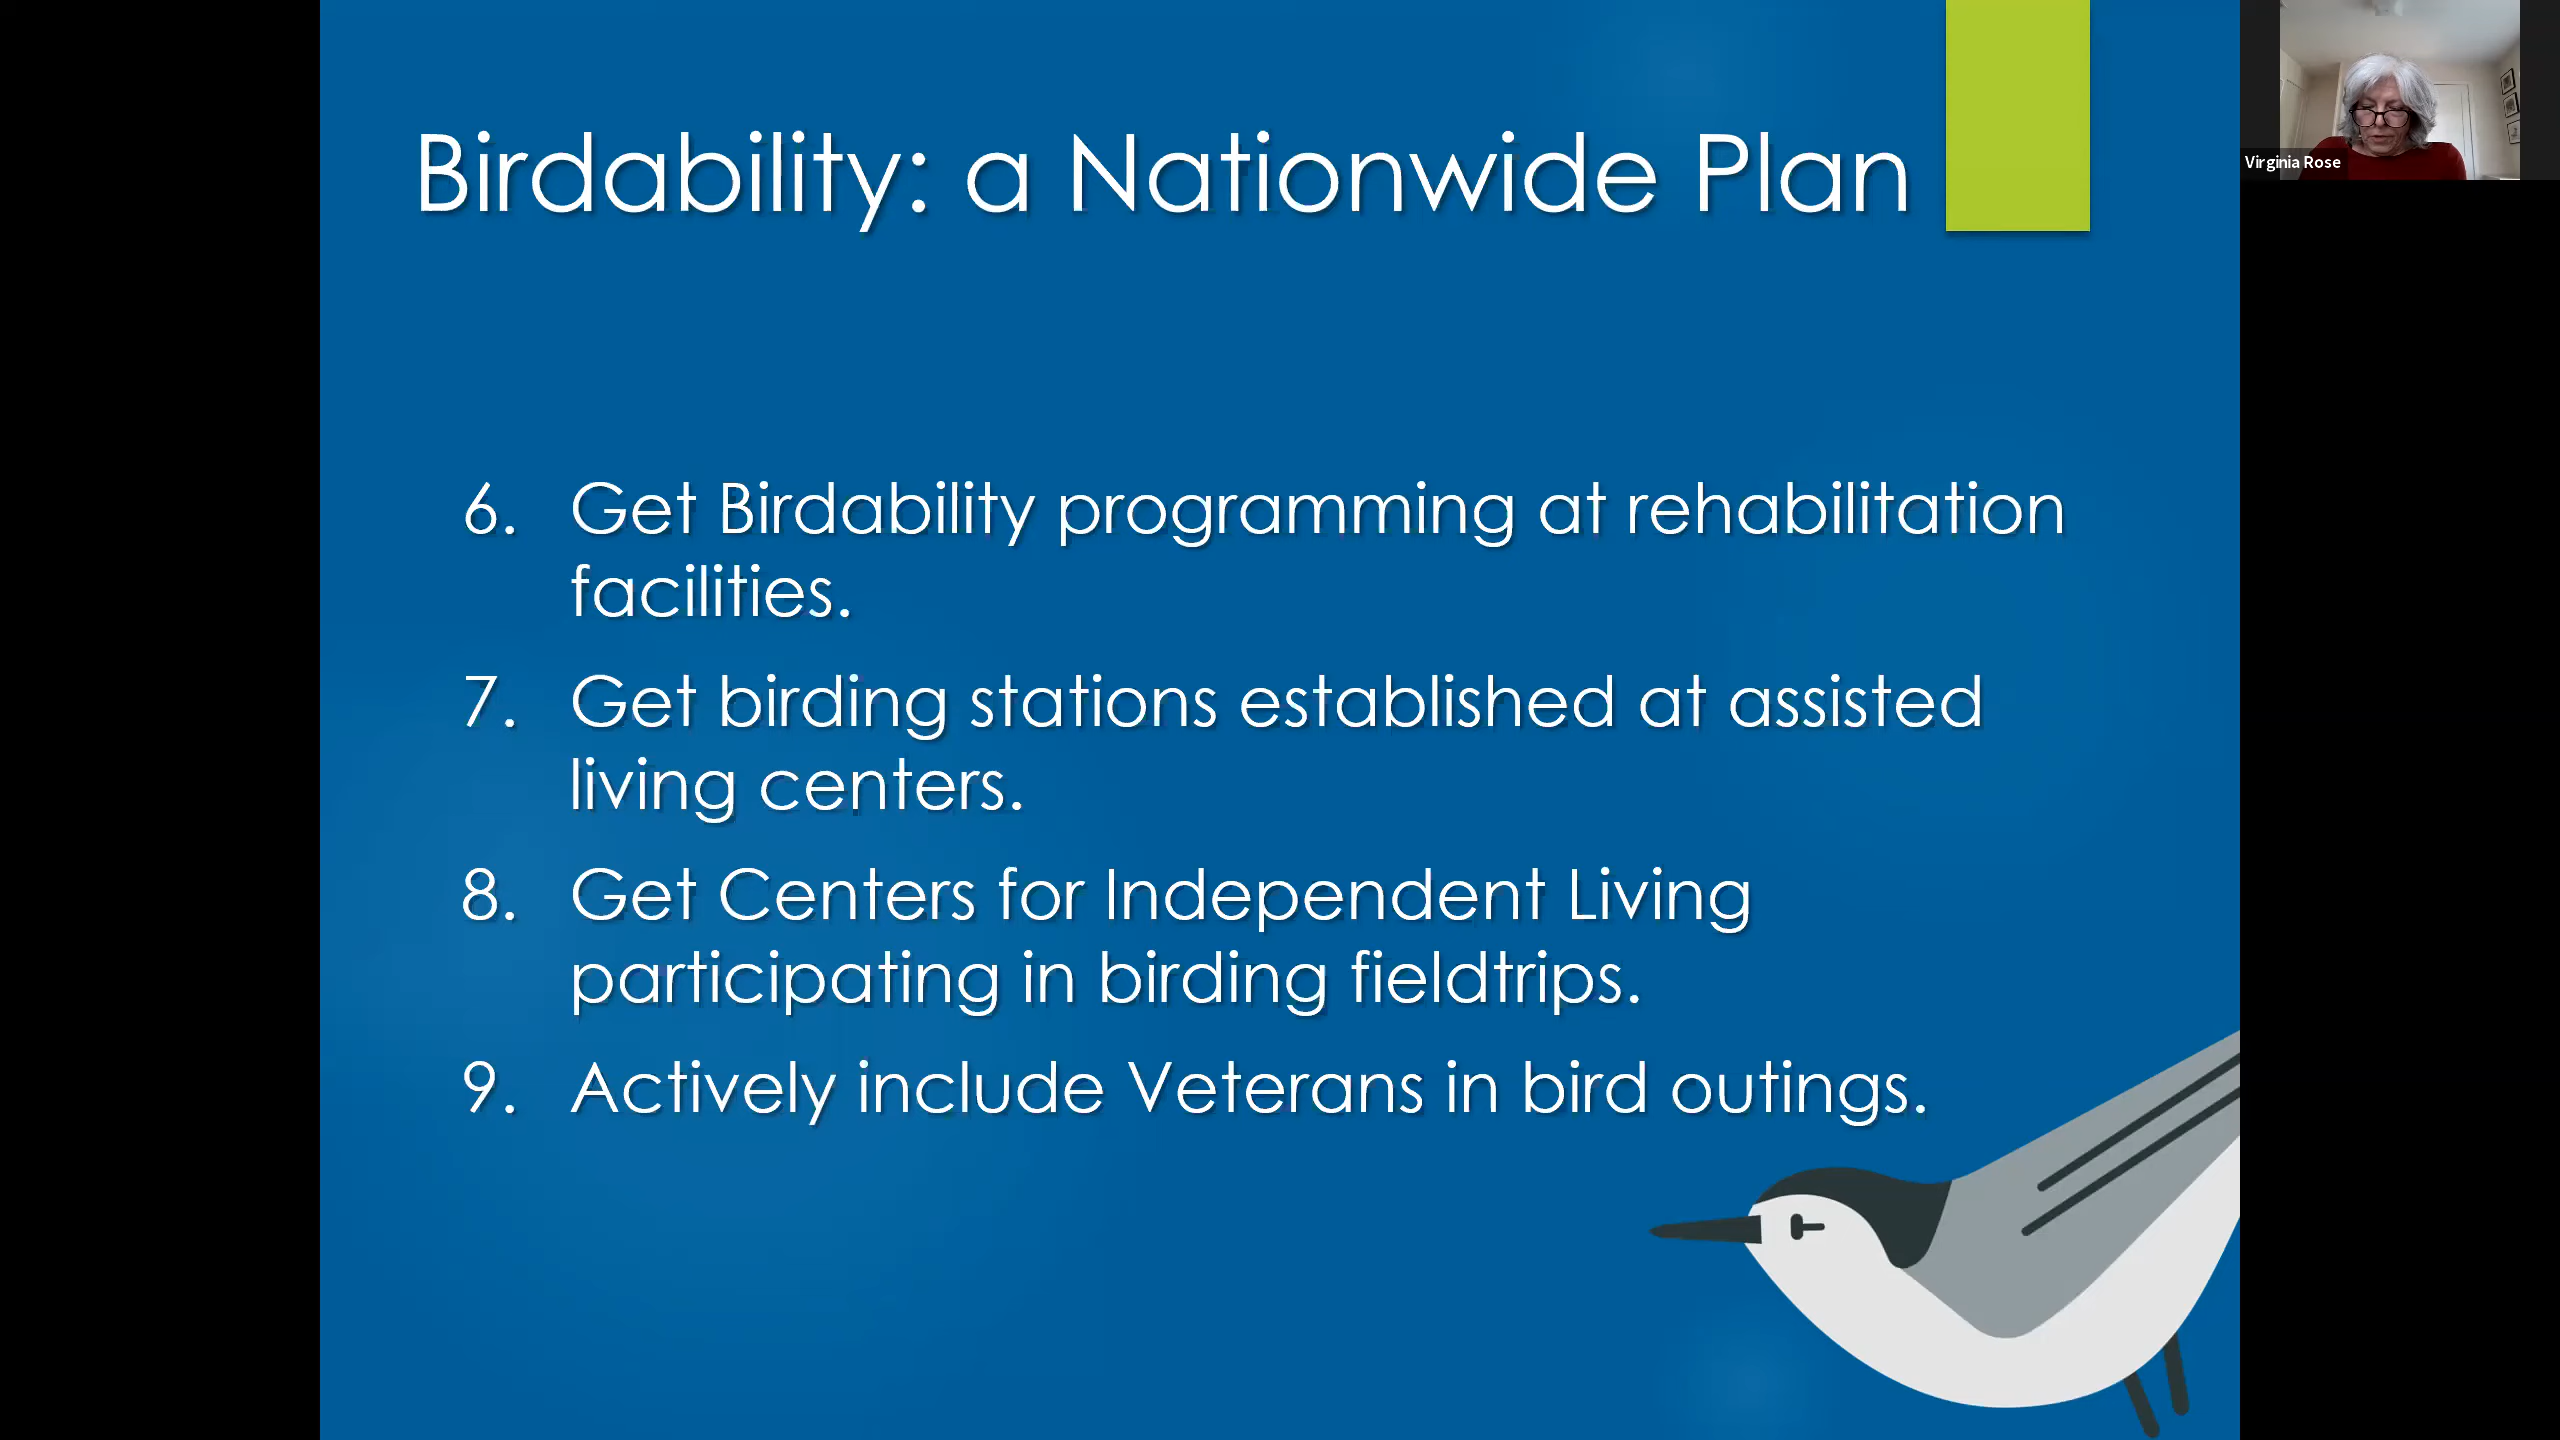 Birdability: a Nationwide Plan
Virginia Rose
6. Get Birdability programming at rehabilitation
facilities.
7. Get birding stations established at assisted
living centers.
8. Get Centers for Independent Living
participating in birding fieldtrips.
9. Actively include Veterans in bird outings.